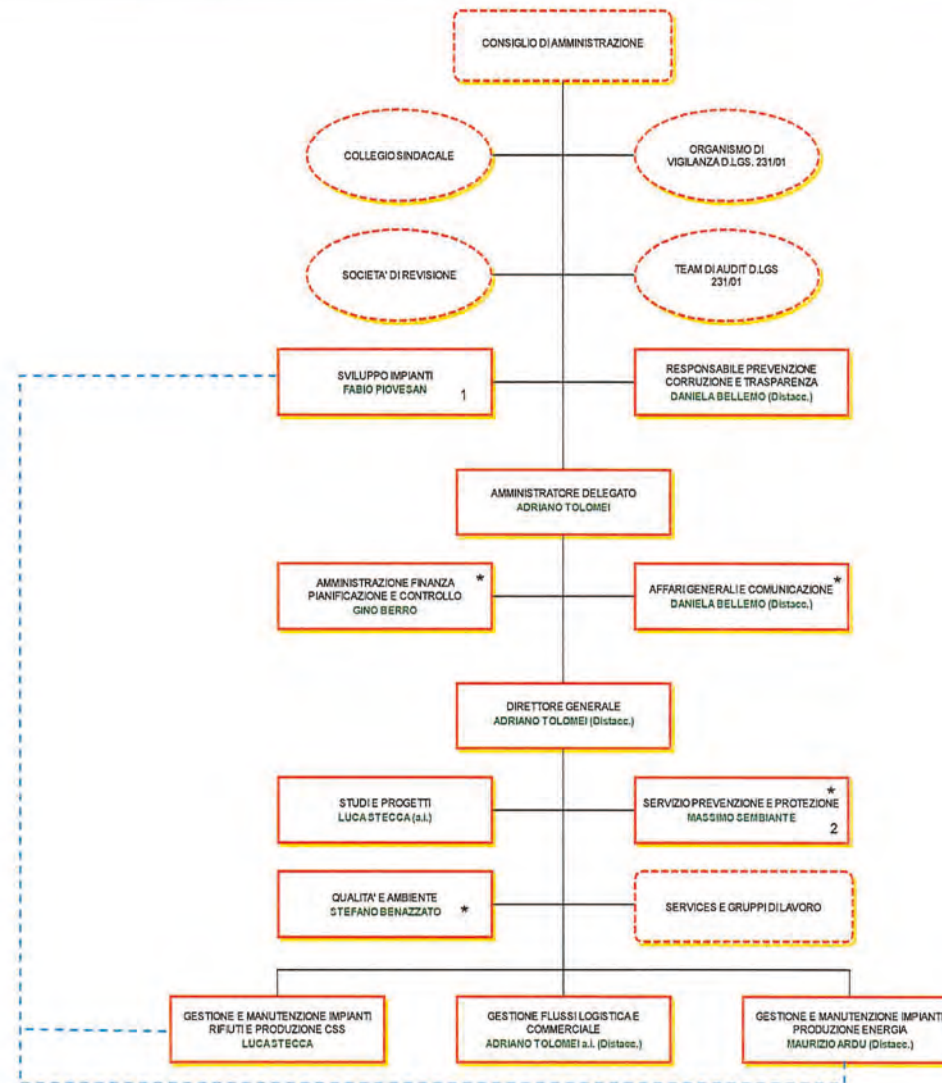 CONSIGLIO DI AMMINISTRAZIONE
COLLEGIO SINDACALE
ORGANISMO DI
VIGILANZA D.LGS. 231/01
SOCIETA' DI REVISIONE
TEAM DI AUDIT D.LGS
231/01
SVILUPPO IMPIANTI
FABIO PIOVESAN
1
RESPONSABILE PREVENZIONE
CORRUZIONE E TRASPARENZA
DANIELA BELLEMO (Distacc.)
AMMINISTRATORE DELEGATO
ADRIANO TOLOMEI
AMMINISTRAZIONE FINANZA *
PIANIFICAZIONE E CONTROLLO
GINO BERRO
AFFARI GENERALI E COMUNICAZIONE *
DANIELA BELLEMO (Distacc.)
DIRETTORE GENERALE
ADRIANO TOLOMEI (Distacc.)
STUDI E PROGETTI
LUCA STECCA (a.i.)
*
SERVIZIO PREVENZIONE E PROTEZIONE
MASSIMO SEMBIANTE
2
QUALITA' E AMBIENTE
STEFANO BENAZZATO *
SERVICES E GRUPPI DI LAVORO
GESTIONE E MANUTENZIONE IMPIANTI
RIFIUTI E PRODUZIONE CSS
LUCA STECCA
GESTIONE FLUSSI LOGISTICA E
COMMERCIALE
ADRIANO TOLOMEI a.i. (Distacc.)
GESTIONE E MANUTENZIONE IMPIANTI
PRODUZIONE ENERGIA
MAURIZIO ARDU (Distacc.)